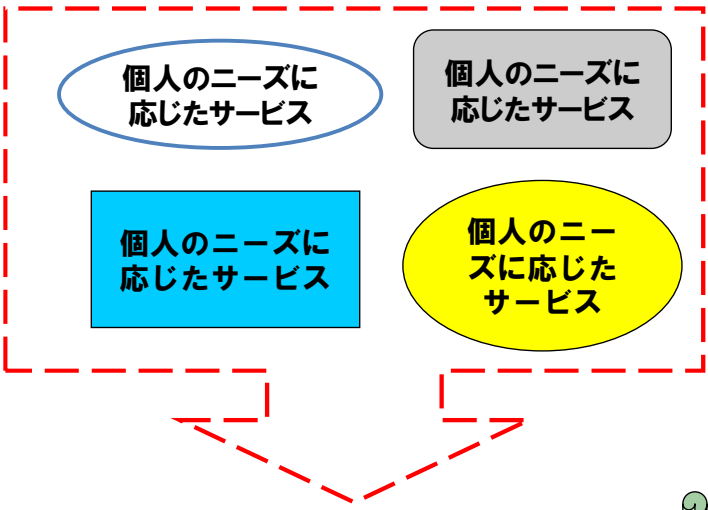 個人のニーズに
応じたサービス
個人のニーズに
応じたサービス
個人のニーズに
応じたサービス
個人のニー
ズに応じた
サービス